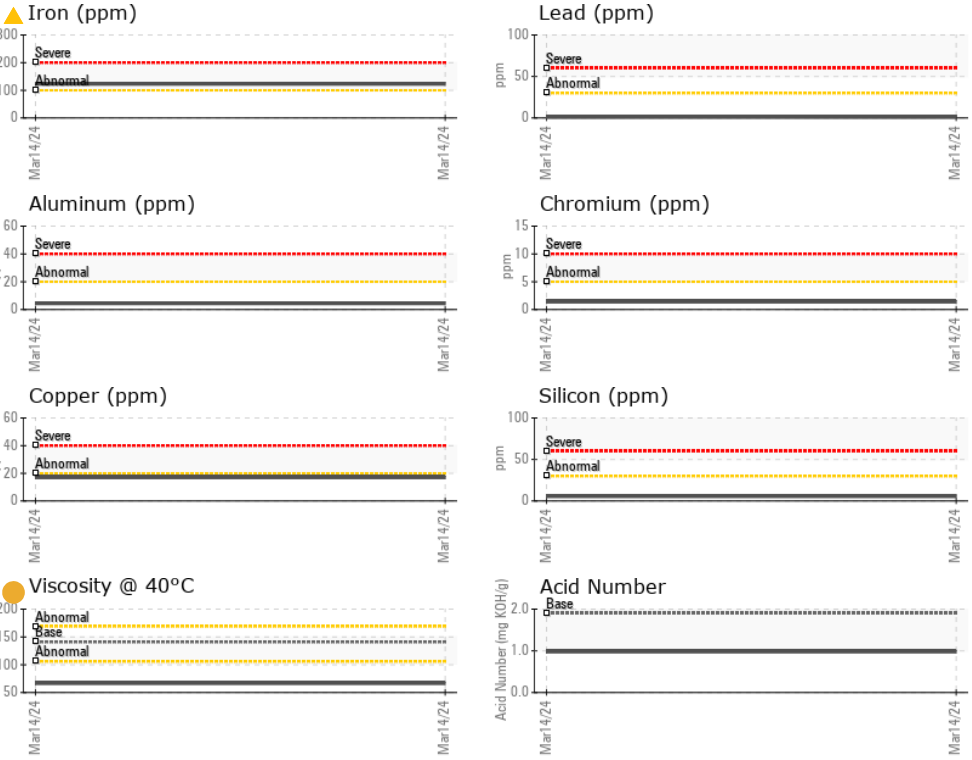 Iron (ppm)
300
200
100
0
Severe
Abnormal
Mar14/24
Mar14/24
Lead (ppm)
ppm
100
50
0
Severe
Abnormal
Mar14/24
Mar14/24
Aluminum (ppm)
60
40
20
0
Severe
Abnormal
Mar14/24
Mar14/24
Chromium (ppm)
ppm
15
10
5
0
Severe
Abnormal
Mar14/24
Mar14/24
Copper (ppm)
60
40
20
0
Severe
Abnormal
Mar14/24
Mar14/24
Silicon (ppm)
ppm
100
50
0
Severe
Abnormal
Mar14/24
Mar14/24
Viscosity @ 40°C
200
150
100
50
Abnormal
Base
Abnormal
Mar14/24
Mar14/24
Acid Number
Acid Number (mg KOH/g)
2.0
1.0
0.0
Base
Mar14/24
Mar14/24